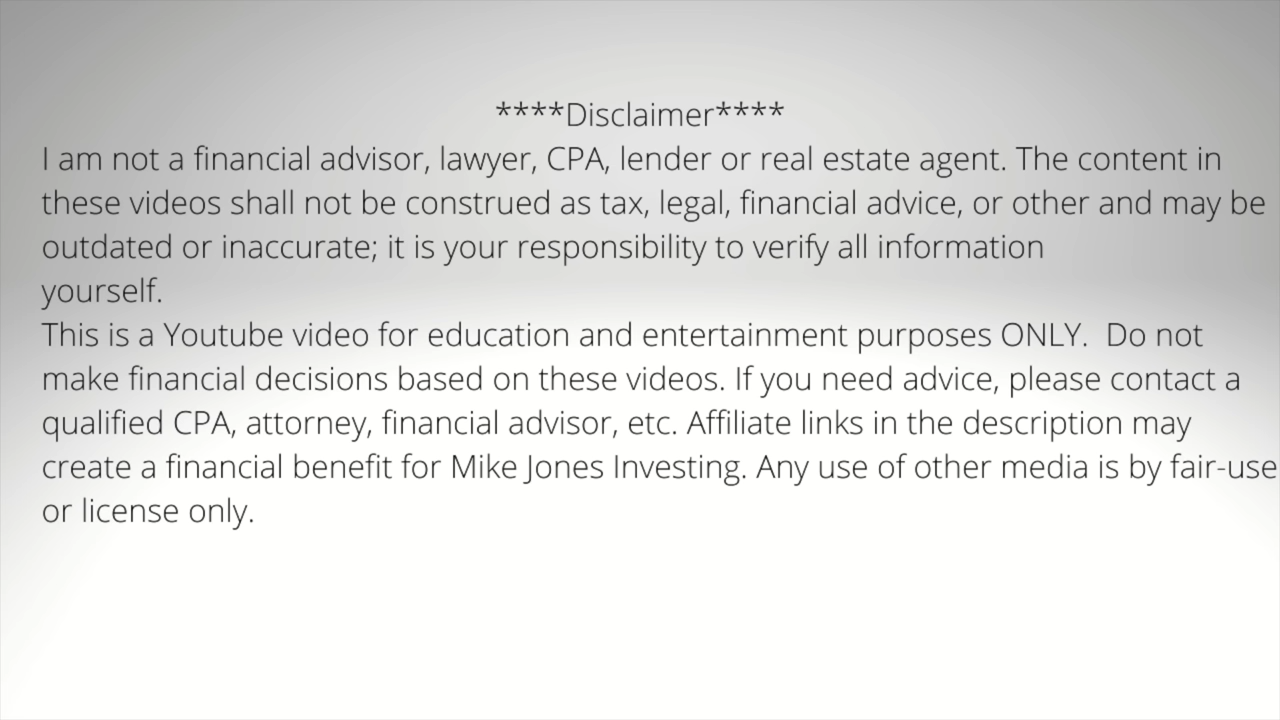 ****Disclaimer****
I am not a financial advisor, lawyer, CPA, lender or real estate agent. The content in
these videos shall not be construed as tax, legal, financial advice, or other and may be
outdated or inaccurate; it is your responsibility to verify all information
yourself.
This is a Youtube video for education and entertainment purposes ONLY.  Do not
make financial decisions based on these videos. If you need advice, please contact a
qualified CPA, attorney, financial advisor, etc. Affiliate links in the description may
create a financial benefit for Mike Jones Investing. Any use of other media is by fair-use
or license only.